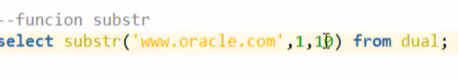 --funcion substr
select substr('www.oracle.com',1,10) from dual;